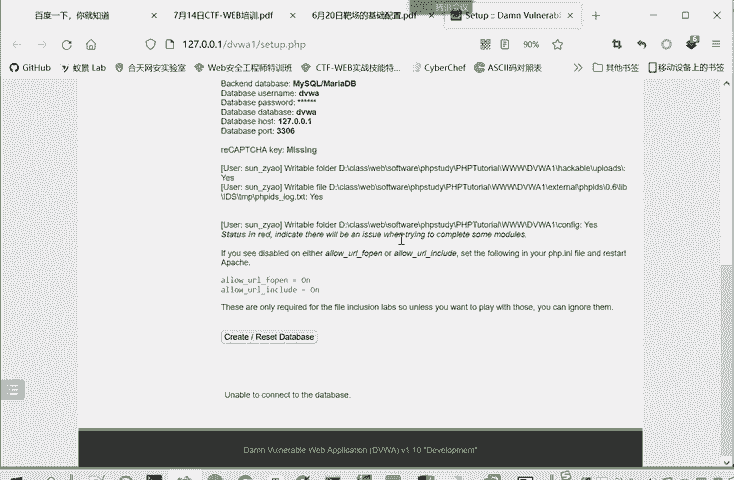 百度一下，你就知道
7月14日CTF-WEB培训.pdf
6月20日靶场的基础配置.pdf
Setup :: Damn Vulnerabl
127.0.0.1/dvwa1/setup.php
90%
GitHub
蚁景 Lab
合天网安实验室
Web安全工程师特训班
CTF-WEB实战技能特...
CyberChef
ASCII码对照表
其他书签
移动设备上的书签
Backend database: MySQL/MariaDB
Database username: dvwa
Database password: ******
Database database: dvwa
Database host: 127.0.0.1
Database port: 3306
reCAPTCHA key: Missing
[User: sun_zyao] Writable folder D:\class\web\software\phpstudy\PHPTutorial\WWW\DVWA1\hackable\uploads\:
Yes
[User: sun_zyao] Writable file D:\class\web\software\phpstudy\PHPTutorial\WWW\DVWA1\external\phpids\0.6\lib
\IDS\tmp\phpids_log.txt: Yes
[User: sun_zyao] Writable folder D:\class\web\software\phpstudy\PHPTutorial\WWW\DVWA1\config: Yes
Status in red, indicate there will be an issue when trying to complete some modules.
If you see disabled on either allow_url_fopen or allow_url_include, set the following in your php.ini file and restart
Apache.
allow_url_fopen = On
allow_url_include = On
These are only required for the file inclusion labs so unless you want to play with those, you can ignore them.
Create / Reset Database
Unable to connect to the database.
Damn Vulnerable Web Application (DVWA) v1.10 *Development*